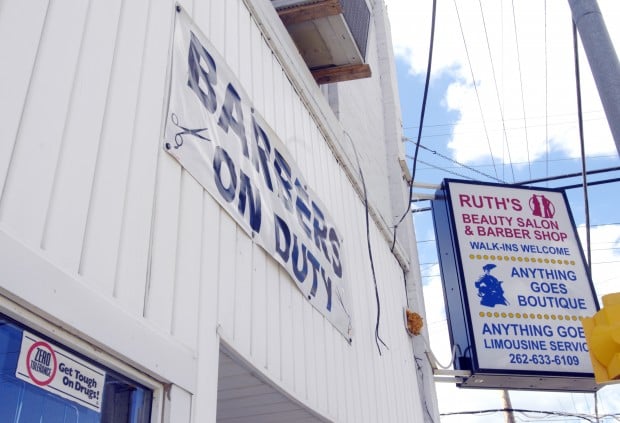 BARBERS
ON DUTY
RUTH'S
BEAUTY SALON
& BARBER SHOP
WALK-INS WELCOME
ANYTHING
GOES
BOUTIQUE
ANYTHING GOE
LIMOUSINE SERVIC
262-633-6109
ZERO
TOLERANCE
Get Tough
On Drugs!